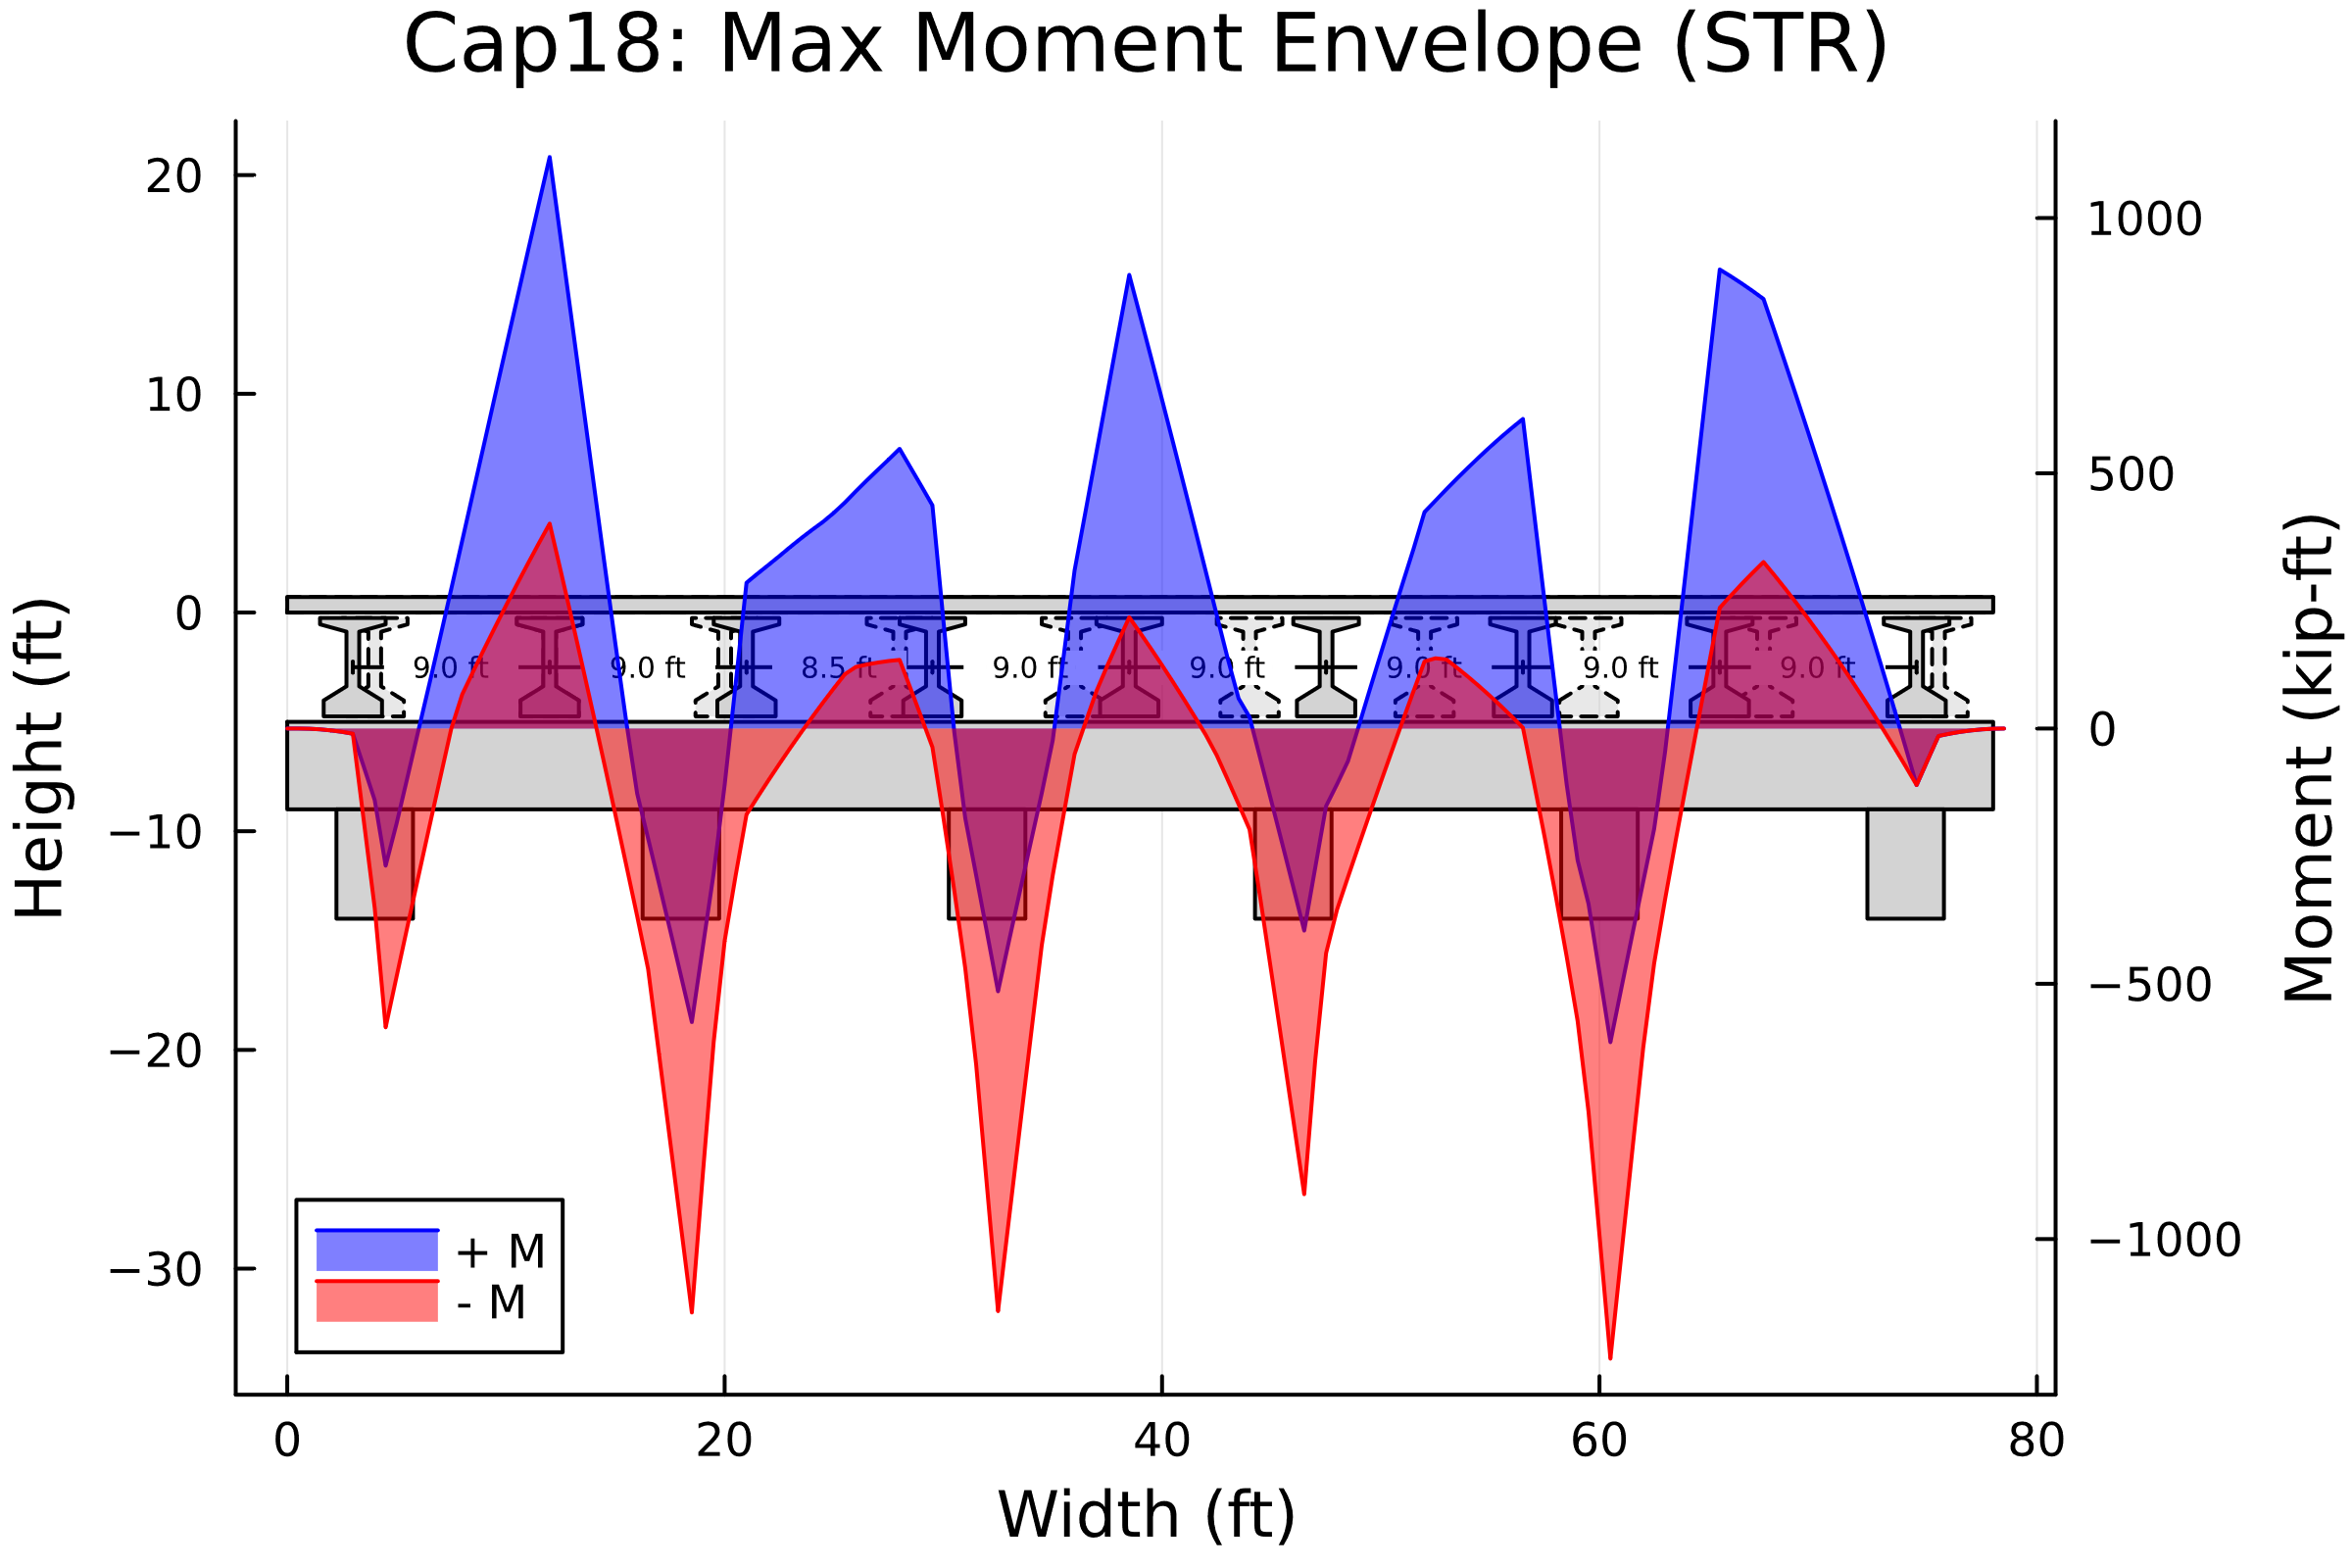 Cap18: Max Moment Envelope (STR)
20
10
0
−10
−20
−30
Height (ft)
1000
500
0
−500
−1000
Moment (kip-ft)
9.0 ft
9.0 ft
8.5 ft
9.0 ft
9.0 ft
9.0 ft
9.0 ft
9.0 ft
+ M
- M
0
20
40
60
80
Width (ft)